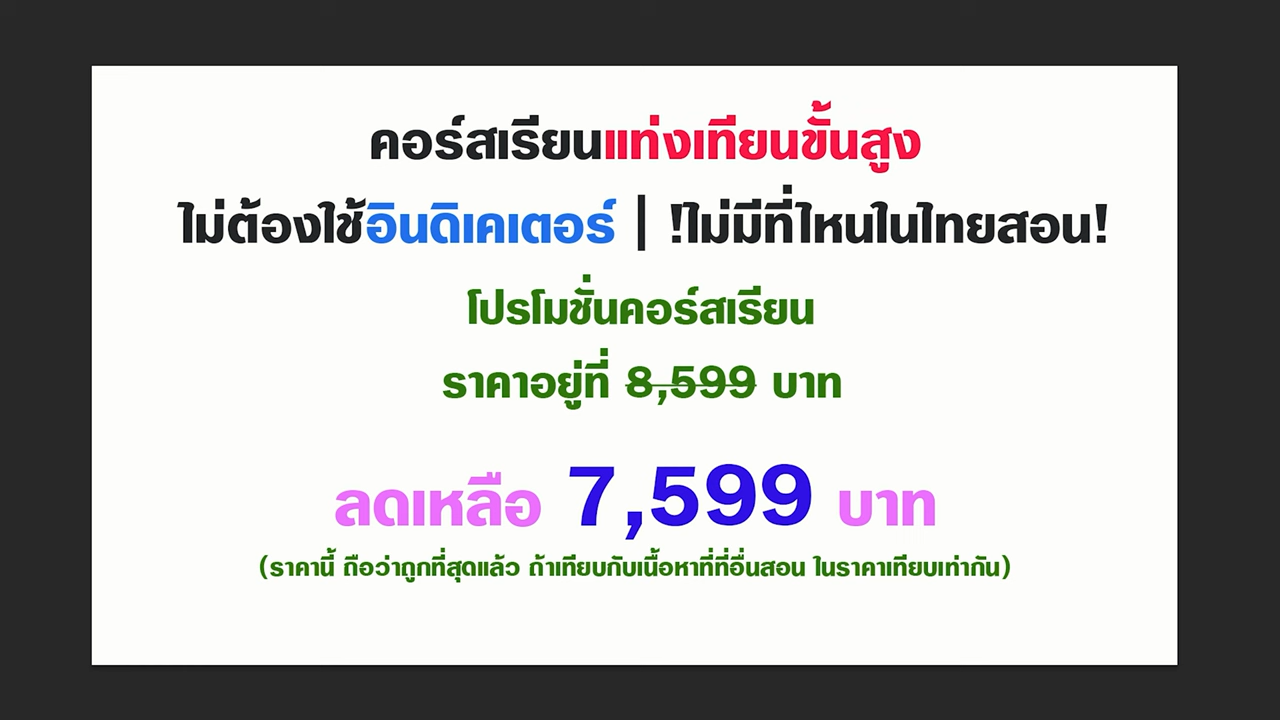 คอร์สเรียนแท่งเทียนขั้นสูง
ไม่ต้องใช้อินดิเคเตอร์ | !ไม่มีที่ไหนในไทยสอน!
โปรโมชั่นคอร์สเรียน
ราคาอยู่ที่ 8,599 บาท
ลดเหลือ 7,599 บาท
(ราคานี้ ถือว่าถูกที่สุดแล้ว ถ้าเทียบกับเนื้อหาที่ที่อื่นสอน ในราคาเทียบเท่ากัน)